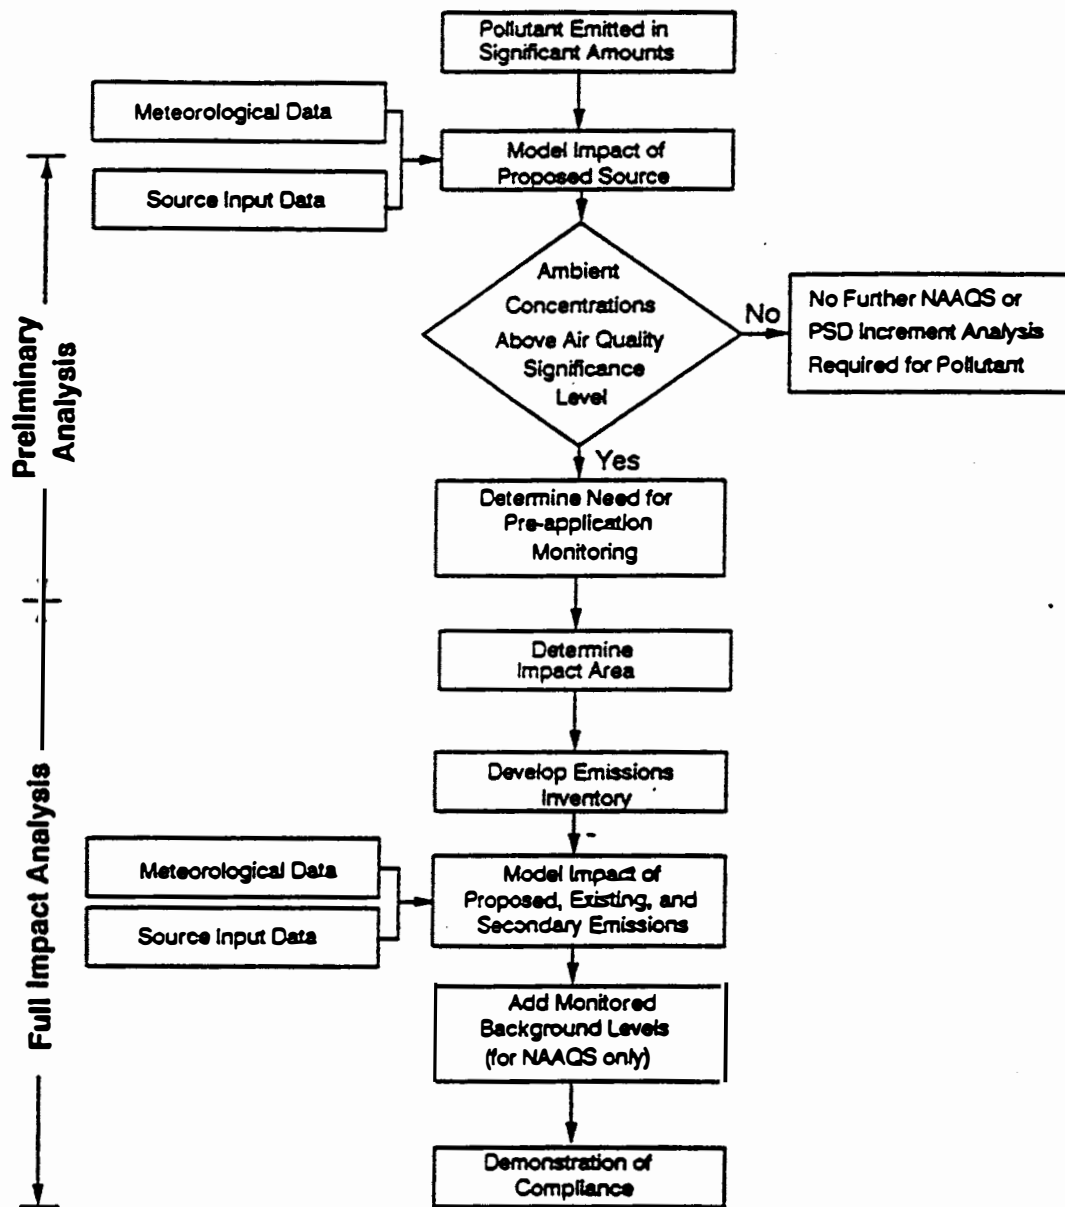 Pollutant Emitted in
Significant Amounts
Meteorological Data
Source Input Data
Model Impact of
Proposed Source
Ambient
Concentrations
Above Air Quality
Significance
Level
No
No Further NAAQS or
PSD Increment Analysis
Required for Pollutant
Yes
Preliminary
Analysis
Determine Need for
Pre-application
Monitoring
Determine
Impact Area
Develop Emissions
Inventory
Full Impact Analysis
Meteorological Data
Source Input Data
Model Impact of
Proposed, Existing, and
Secondary Emissions
Add Monitored
Background Levels
(for NAAQS only)
Demonstration of
Compliance